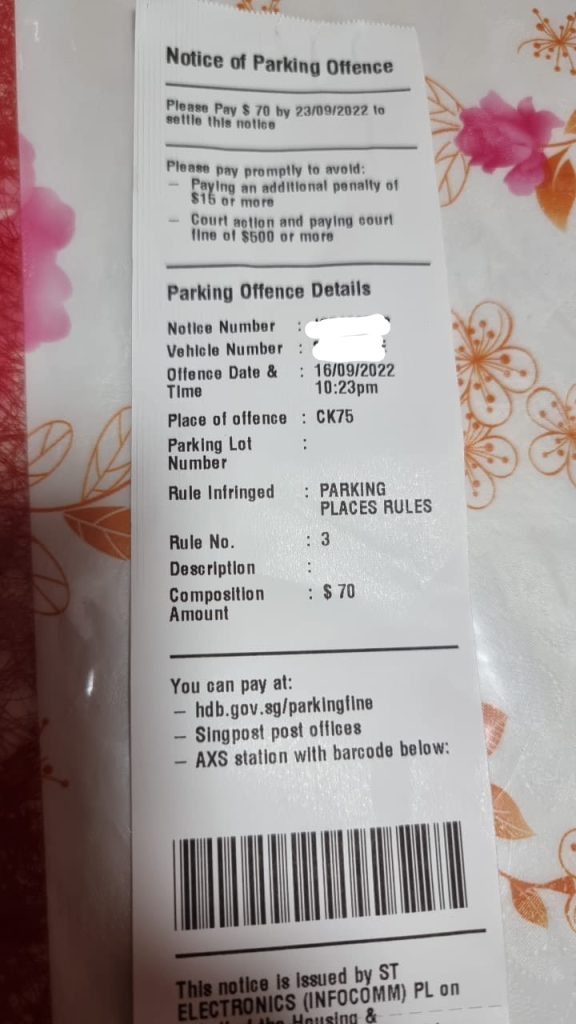 Notice of Parking Offence
Please Pay $ 70 by 23/09/2022 to
settle this notice
Please pay promptly to avoid:
– Paying an additional penalty of
$15 or more
– Court action and paying court
fine of $500 or more
Parking Offence Details
Notice Number :
Vehicle Number :
Offence Date & : 16/09/2022
Time 10:23pm
Place of offence : CK75
Parking Lot :
Number
Rule Infringed : PARKING
PLACES RULES
Rule No. : 3
Description :
Composition : $ 70
Amount
You can pay at:
– hdb.gov.sg/parkingfine
– Singpost post offices
– AXS station with barcode below:
This notice is issued by ST
ELECTRONICS (INFOCOMM) PL on
the Housing &